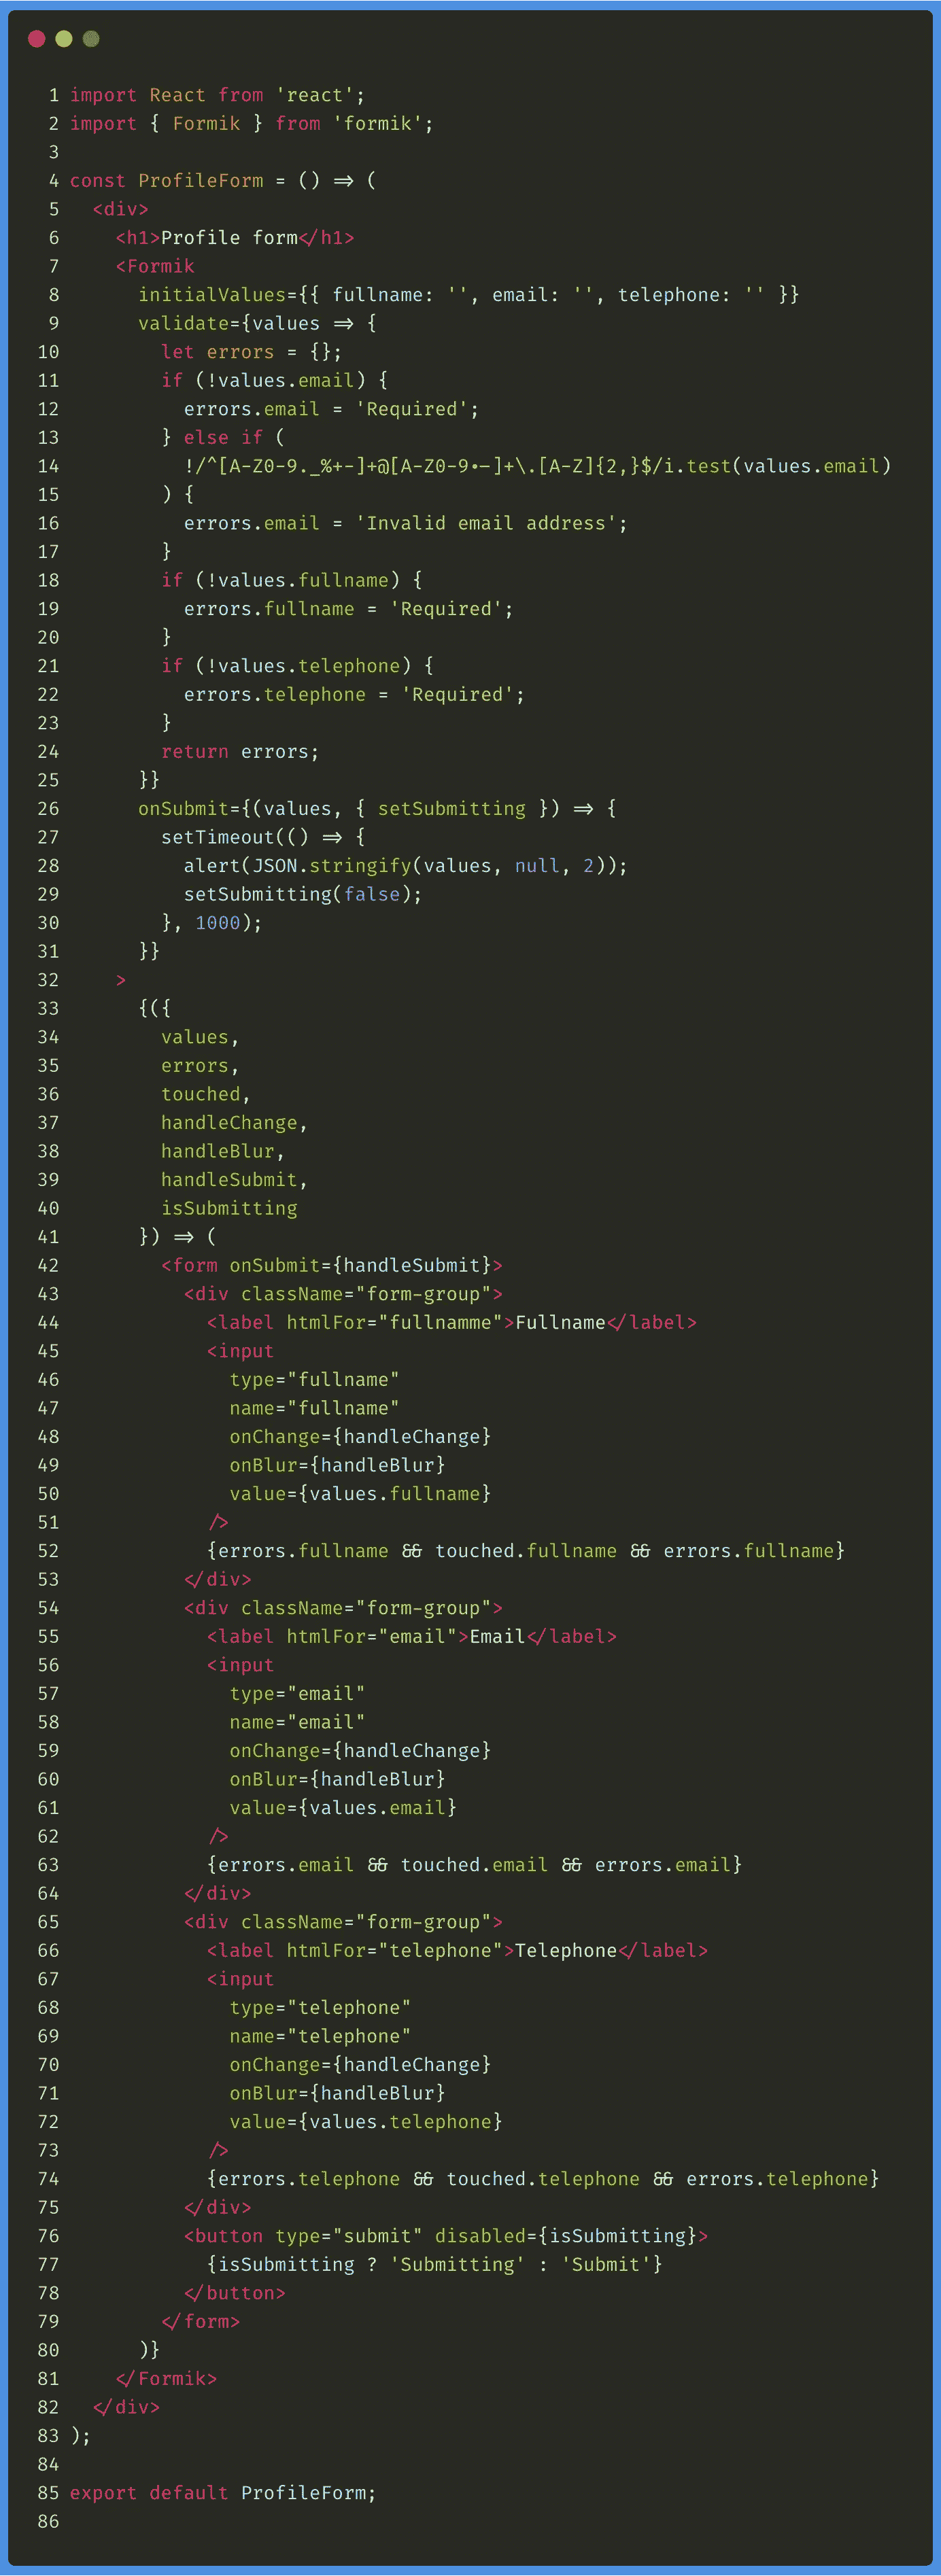 1 import React from 'react';
2 import { Formik } from 'formik';
3
4 const ProfileForm = () => (
5   <div>
6     <h1>Profile form</h1>
7     <Formik
8       initialValues={{ fullname: '', email: '', telephone: '' }}
9       validate={values => {
10         let errors = {};
11         if (!values.email) {
12           errors.email = 'Required';
13         } else if (
14           !/^[A-Z0-9._%+-]+@[A-Z0-9.-]+\.[A-Z]{2,}$/i.test(values.email)
15         ) {
16           errors.email = 'Invalid email address';
17         }
18         if (!values.fullname) {
19           errors.fullname = 'Required';
20         }
21         if (!values.telephone) {
22           errors.telephone = 'Required';
23         }
24         return errors;
25       }}
26       onSubmit={(values, { setSubmitting }) => {
27         setTimeout(() => {
28           alert(JSON.stringify(values, null, 2));
29           setSubmitting(false);
30         }, 1000);
31       }}
32     >
33       {({
34         values,
35         errors,
36         touched,
37         handleChange,
38         handleBlur,
39         handleSubmit,
40         isSubmitting
41       }) => (
42         <form onSubmit={handleSubmit}>
43           <div className="form-group">
44             <label htmlFor="fullnamme">Fullname</label>
45             <input
46               type="fullname"
47               name="fullname"
48               onChange={handleChange}
49               onBlur={handleBlur}
50               value={values.fullname}
51             />
52             {errors.fullname && touched.fullname && errors.fullname}
53           </div>
54           <div className="form-group">
55             <label htmlFor="email">Email</label>
56             <input
57               type="email"
58               name="email"
59               onChange={handleChange}
60               onBlur={handleBlur}
61               value={values.email}
62             />
63             {errors.email && touched.email && errors.email}
64           </div>
65           <div className="form-group">
66             <label htmlFor="telephone">Telephone</label>
67             <input
68               type="telephone"
69               name="telephone"
70               onChange={handleChange}
71               onBlur={handleBlur}
72               value={values.telephone}
73             />
74             {errors.telephone && touched.telephone && errors.telephone}
75           </div>
76           <button type="submit" disabled={isSubmitting}>
77             {isSubmitting ? 'Submitting' : 'Submit'}
78           </button>
79         </form>
80       )}
81     </Formik>
82   </div>
83 );
84
85 export default ProfileForm;
86